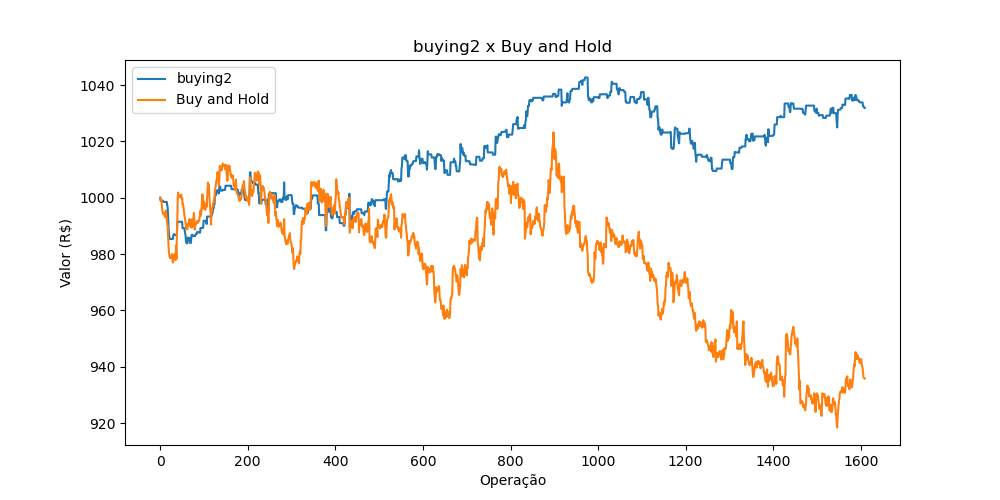 buying2 x Buy and Hold
buying2
Buy and Hold
Valor (R$)
1040
1020
1000
980
960
940
920
0 200 400 600 800 1000 1200 1400 1600
Operação